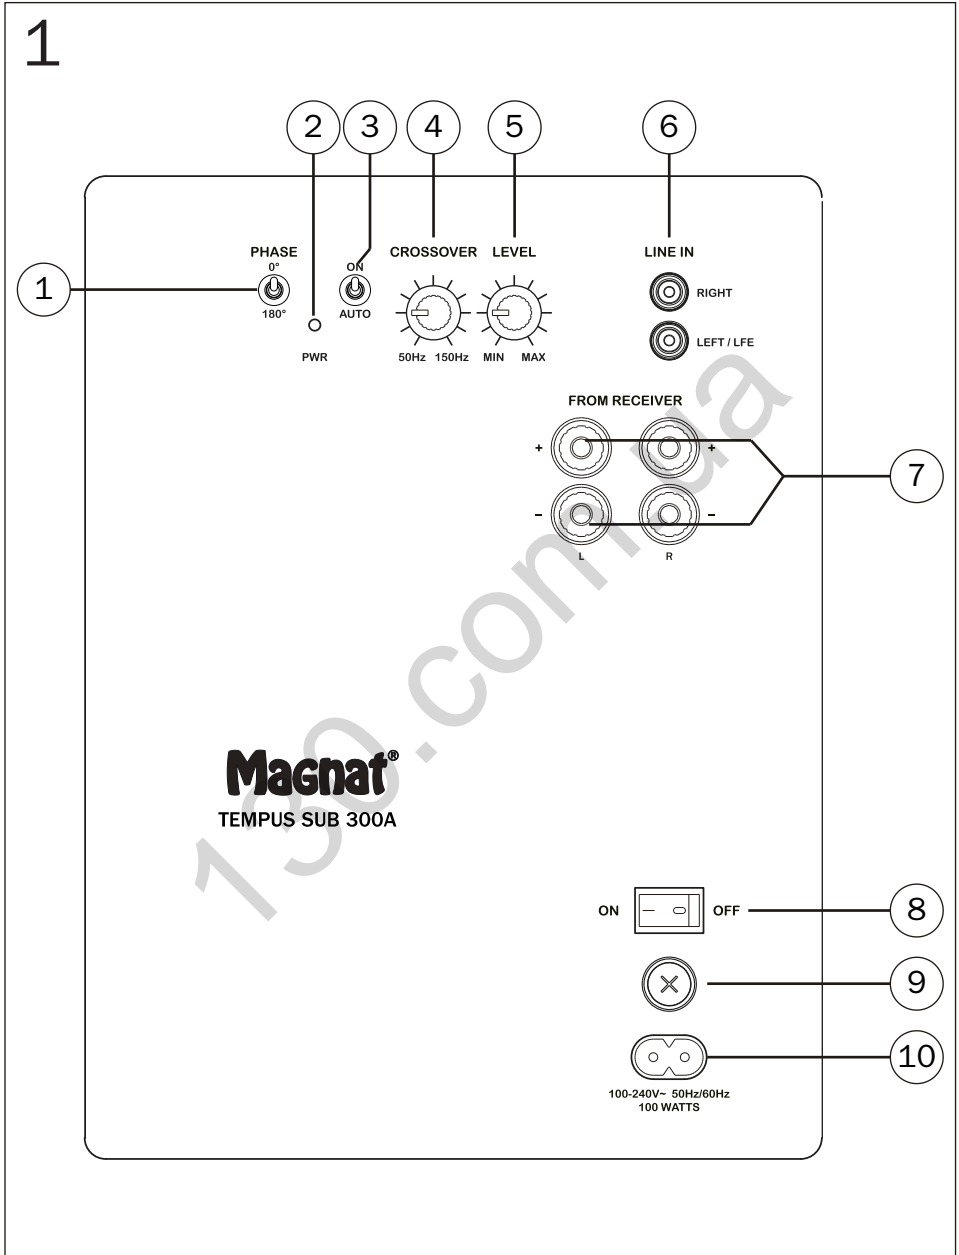 1
2 3 4 5 6
PHASE CROSSOVER LEVEL LINE IN
0° ON
1
RIGHT
180° AUTO
LEFT / LFE
PWR 50Hz 150Hz MIN MAX
FROM RECEIVER
+ +
7
– –
L R
Magnat®
TEMPUS SUB 300A
130.com.ua
ON OFF 8
9
10
100-240V~ 50Hz/60Hz
100 WATTS